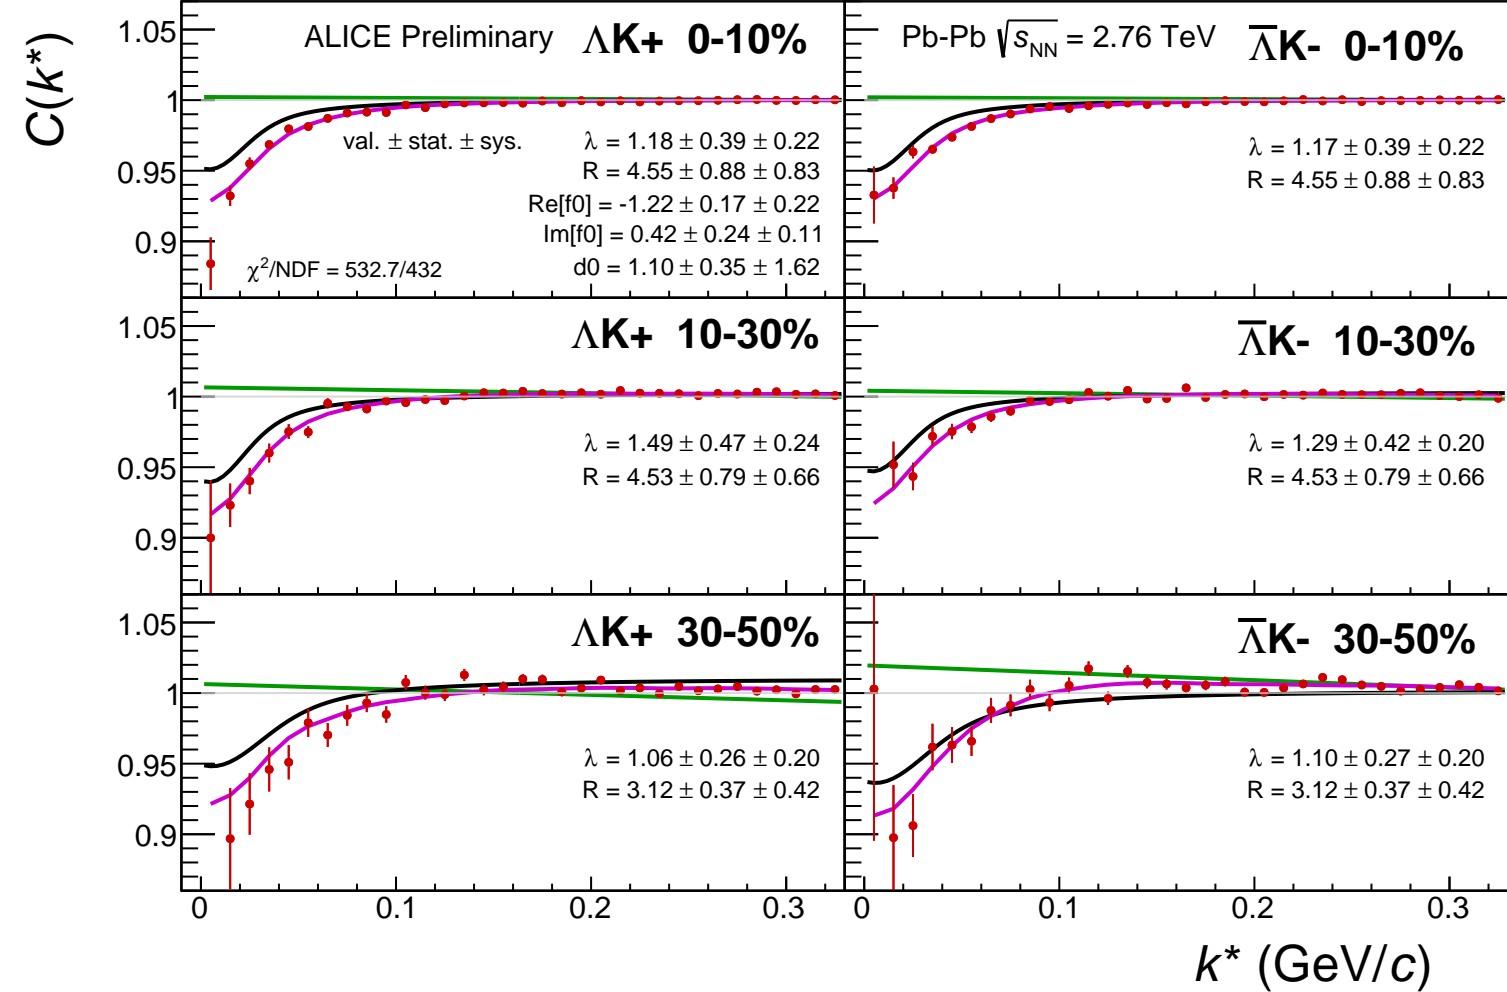 C(k*)
ALICE Preliminary ΛK+ 0-10%
val. ± stat. ± sys.
λ = 1.18 ± 0.39 ± 0.22
R = 4.55 ± 0.88 ± 0.83
Re[f0] = -1.22 ± 0.17 ± 0.22
Im[f0] = 0.42 ± 0.24 ± 0.11
d0 = 1.10 ± 0.35 ± 1.62
χ²/NDF = 532.7/432
1.05
1
0.95
0.9
Pb-Pb √sNN = 2.76 TeV Λ̅K- 0-10%
λ = 1.17 ± 0.39 ± 0.22
R = 4.55 ± 0.88 ± 0.83
ΛK+ 10-30%
λ = 1.49 ± 0.47 ± 0.24
R = 4.53 ± 0.79 ± 0.66
1.05
1
0.95
0.9
Λ̅K- 10-30%
λ = 1.29 ± 0.42 ± 0.20
R = 4.53 ± 0.79 ± 0.66
ΛK+ 30-50%
λ = 1.06 ± 0.26 ± 0.20
R = 3.12 ± 0.37 ± 0.42
1.05
1
0.95
0.9
Λ̅K- 30-50%
λ = 1.10 ± 0.27 ± 0.20
R = 3.12 ± 0.37 ± 0.42
0 0.1 0.2 0.3 0 0.1 0.2 0.3
k* (GeV/c)